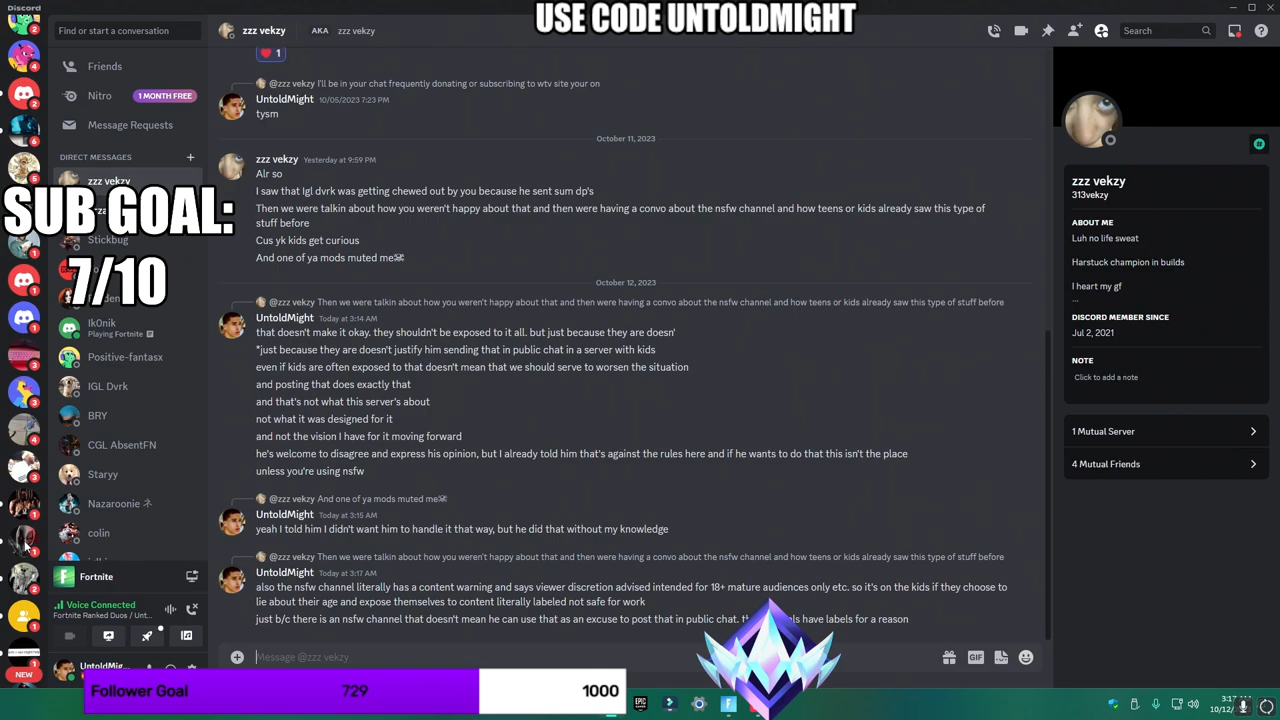 Discord
USE CODE UNTOLDMIGHT
Find or start a conversation
zzz vekzy
AKA
zzz vekzy
Search
Friends
Nitro
1 MONTH FREE
Message Requests
DIRECT MESSAGES
zzz vekzy
SUB GOAL:
7/10
Stickbug
Ik0nik
Playing Fortnite
Positive-fantasx
IGL Dvrk
BRY
CGL AbsentFN
Staryy
Nazaroonie ネ
colin
Fortnite
Voice Connected
Fortnite Ranked Duos / Unt...
UntoldMig...
NEW
1
@zzz vekzy I'll be in your chat frequently donating or subscribing to wtv site your on
UntoldMight 10/05/2023 7:23 PM
tysm
October 11, 2023
zzz vekzy Yesterday at 9:59 PM
Alr so
I saw that Igl dvrk was getting chewed out by you because he sent sum dp's
Then we were talkin about how you weren't happy about that and then were having a convo about the nsfw channel and how teens or kids already saw this type of
stuff before
Cus yk kids get curious
And one of ya mods muted me☠
October 12, 2023
@zzz vekzy Then we were talkin about how you weren't happy about that and then were having a convo about the nsfw channel and how teens or kids already saw this type of stuff before
UntoldMight Today at 3:14 AM
that doesn't make it okay. they shouldn't be exposed to it all. but just because they are doesn'
*just because they are doesn't justify him sending that in public chat in a server with kids
even if kids are often exposed to that doesn't mean that we should serve to worsen the situation
and posting that does exactly that
and that's not what this server's about
not what it was designed for it
and not the vision I have for it moving forward
he's welcome to disagree and express his opinion, but I already told him that's against the rules here and if he wants to do that this isn't the place
unless you're using nsfw
@zzz vekzy And one of ya mods muted me☠
UntoldMight Today at 3:15 AM
yeah I told him I didn't want him to handle it that way, but he did that without my knowledge
@zzz vekzy Then we were talkin about how you weren't happy about that and then were having a convo about the nsfw channel and how teens or kids already saw this type of stuff before
UntoldMight Today at 3:17 AM
also the nsfw channel literally has a content warning and says viewer discretion advised intended for 18+ mature audiences only etc. so it's on the kids if they choose to
lie about their age and expose themselves to content literally labeled not safe for work
just b/c there is an nsfw channel that doesn't mean he can use that as an excuse to post that in public chat. have labels for a reason
Message @zzz vekzy
GIF
Follower Goal 729 1000
zzz vekzy
313vekzy
ABOUT ME
Luh no life sweat
Harstuck champion in builds
I heart my gf
...
DISCORD MEMBER SINCE
Jul 2, 2021
NOTE
Click to add a note
1 Mutual Server
4 Mutual Friends
EPIC
GAMES